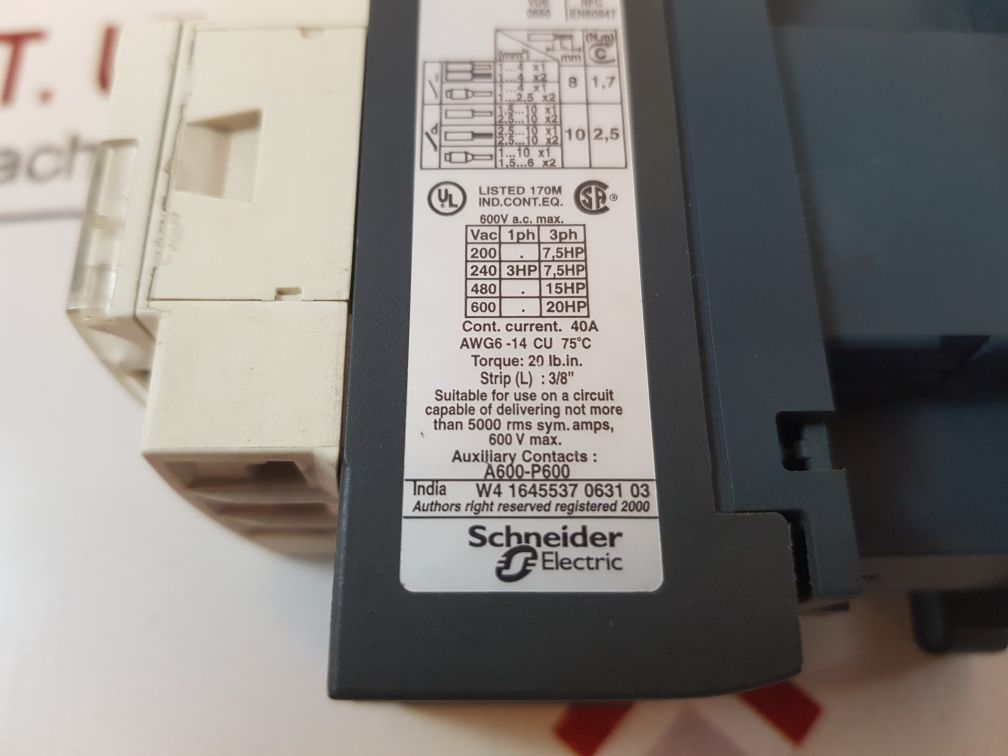 T. U
ach
VDE NFC
0660 EN60947
(N.m)
(mm²) L mm C
1...4 x1
1...4 x2
1...4 x1
1...2,5 x2
8 1,7
1,5...10 x1
2,5...10 x2
2,5...10 x1
2,5...10 x2
1...10 x1
1,5...6 x2
10 2,5
UL LISTED 170M
IND.CONT.EQ. SA ®
600V a.c. max.
Vac 1ph 3ph
200 . 7,5HP
240 3HP 7,5HP
480 . 15HP
600 . 20HP
Cont. current. 40A
AWG6 -14 CU 75°C
Torque: 20 lb.in.
Strip (L) : 3/8"
Suitable for use on a circuit
capable of delivering not more
than 5000 rms sym. amps,
600 V max.
Auxiliary Contacts :
A600-P600
India W4 1645537 0631 03
Authors right reserved registered 2000
Schneider
Electric